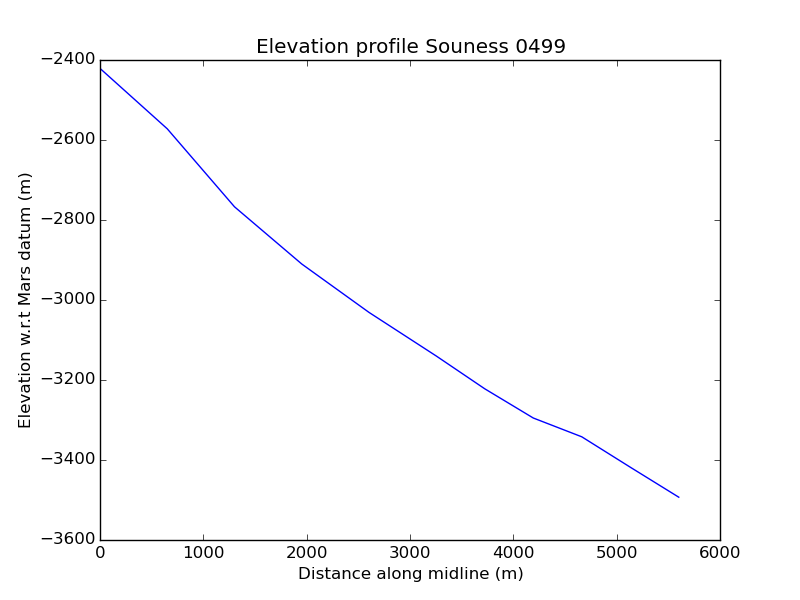 Elevation profile Souness 0499
Elevation w.r.t Mars datum (m)
−2400
−2600
−2800
−3000
−3200
−3400
−3600
0 1000 2000 3000 4000 5000 6000
Distance along midline (m)